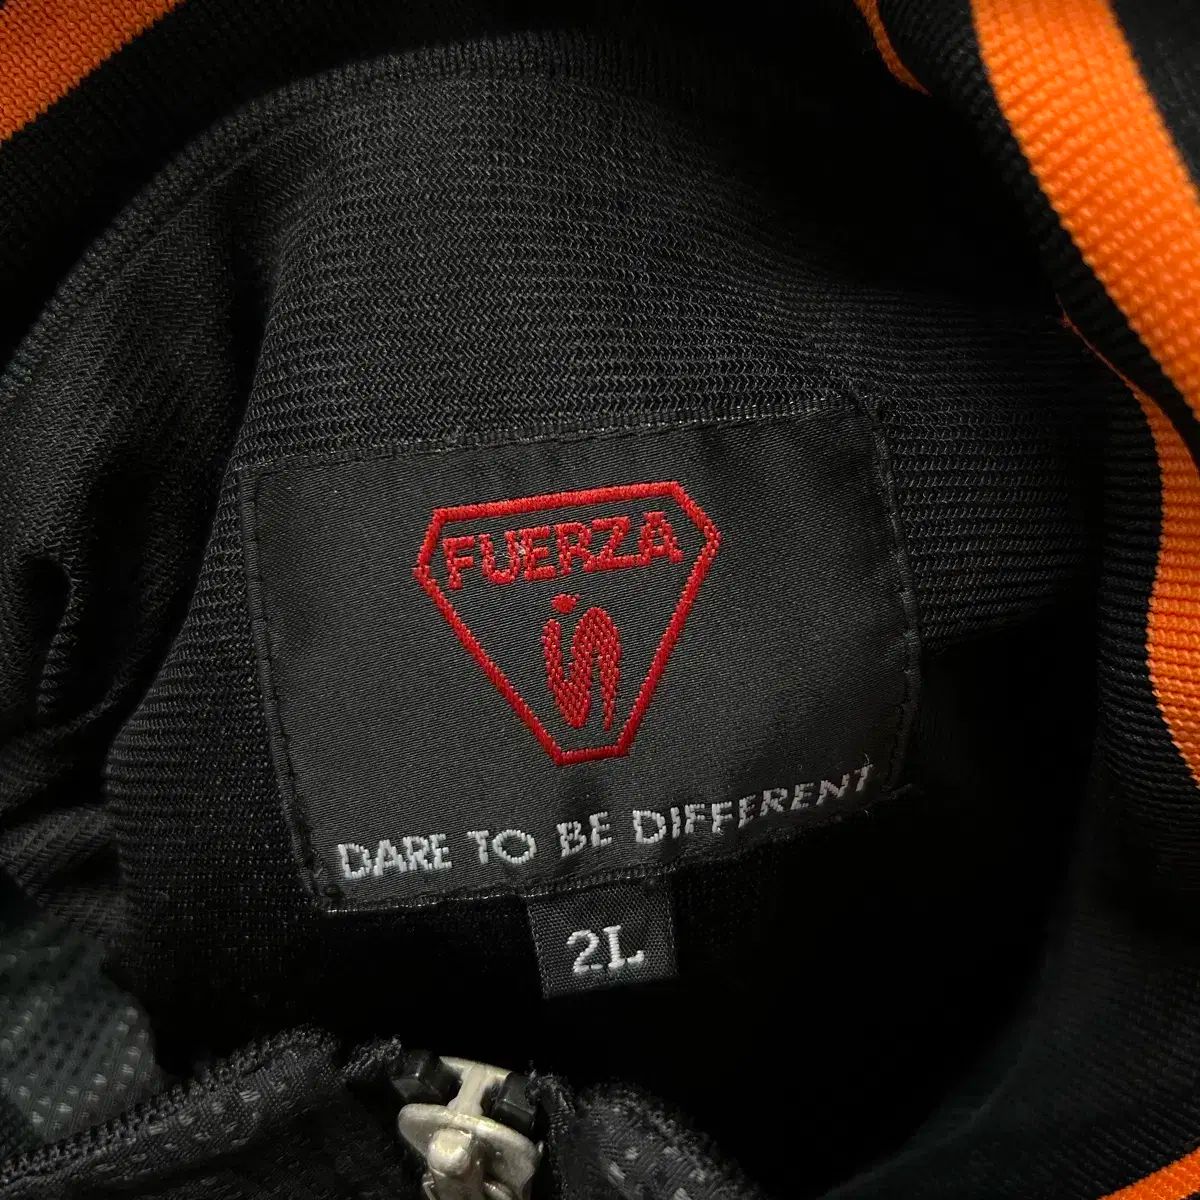 FUERZA
DARE TO BE DIFFERENT
2L